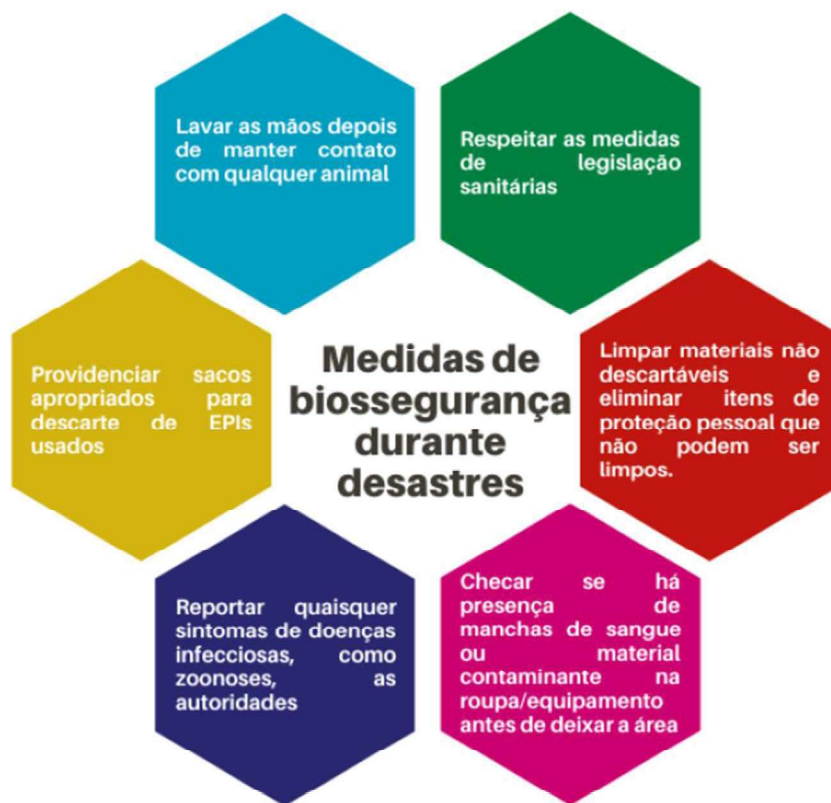 Lavar as mãos depois
de manter contato
com qualquer animal
Respeitar as medidas
de legislação
sanitárias
Providenciar sacos
apropriados para
descarte de EPIs
usados
Medidas de
biossegurança
durante
desastres
Limpar materiais não
descartáveis e
eliminar itens de
proteção pessoal que
não podem ser
limpos.
Reportar quaisquer
sintomas de doenças
infecciosas, como
zoonoses, as
autoridades
Checar se há
presença de
manchas de sangue
ou material
contaminante na
roupa/equipamento
antes de deixar a área